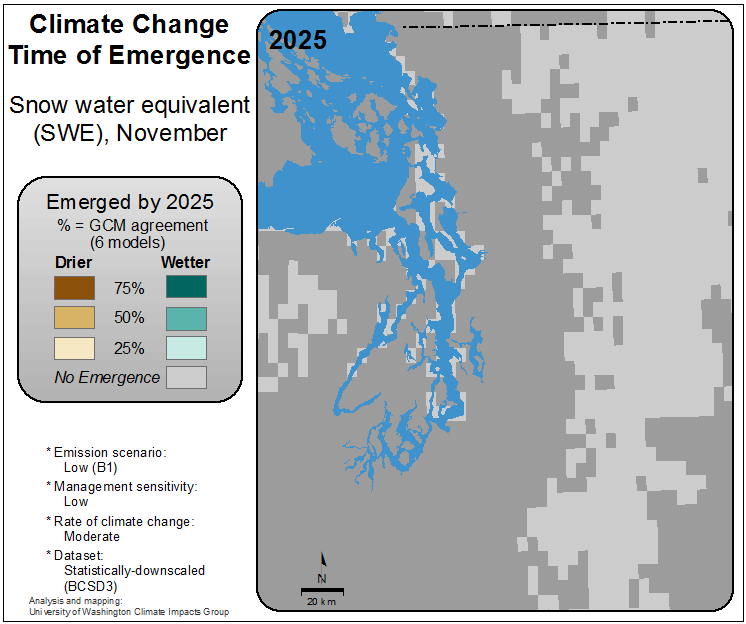 Climate Change
Time of Emergence
Snow water equivalent
(SWE), November
Emerged by 2025
% = GCM agreement
(6 models)
Drier Wetter
75%
50%
25%
No Emergence
* Emission scenario:
Low (B1)
* Management sensitivity:
Low
* Rate of climate change:
Moderate
* Dataset:
Statistically-downscaled
(BCSD3)
Analysis and mapping:
University of Washington Climate Impacts Group
2025
N
20 km